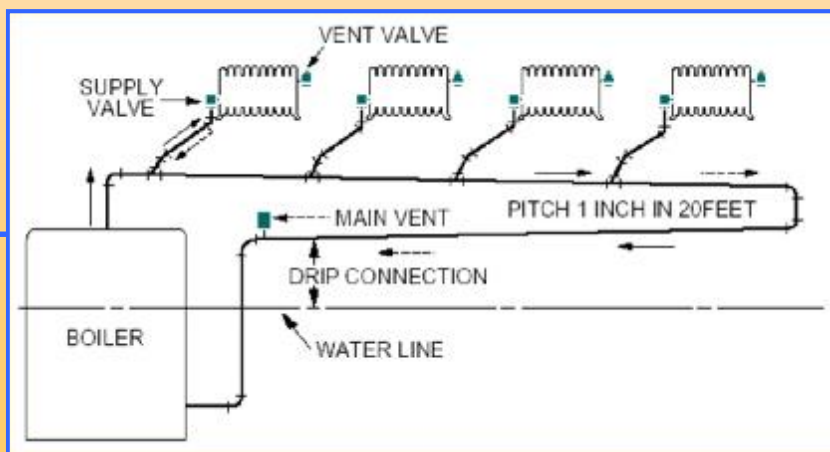 VENT VALVE
SUPPLY
VALVE
PITCH 1 INCH IN 20FEET
MAIN VENT
DRIP CONNECTION
BOILER
WATER LINE